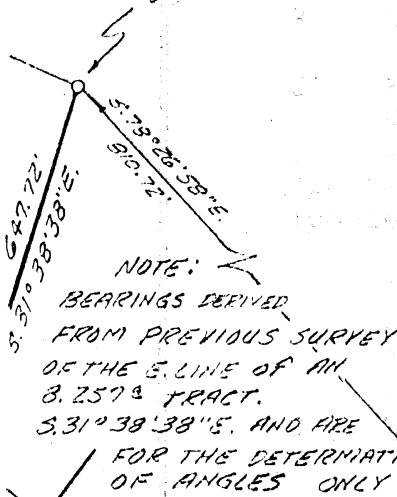 S.78°26'58"E.
810.72'
647.72'
S.31°38'38"E.
NOTE:
BEARINGS DERIVED
FROM PREVIOUS SURVEY
OF THE E. LINE OF AN
8.257 TRACT.
S.31°38'38"E. AND ARE
FOR THE DETERMIATI
OF ANGLES ONLY